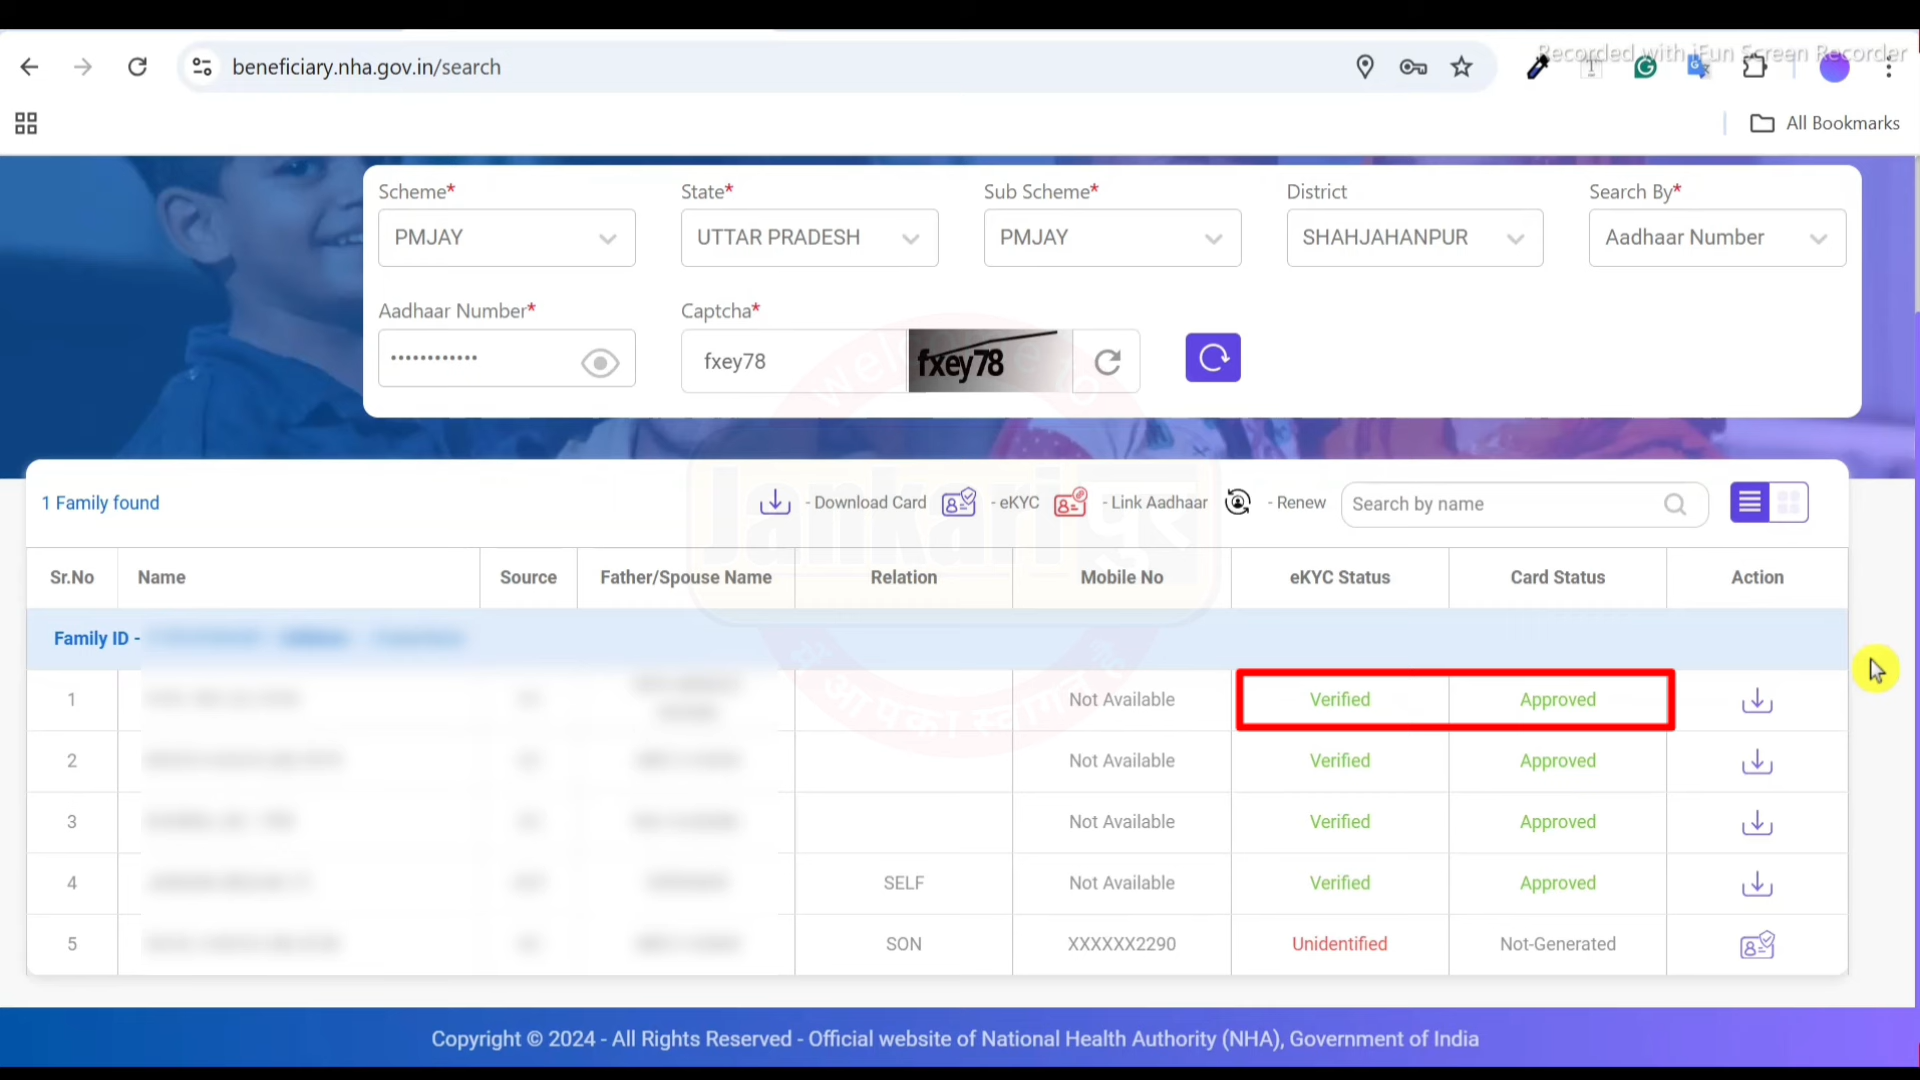 Recorded with iFun Screen Recorder
beneficiary.nha.gov.in/search
All Bookmarks
Scheme* State* Sub Scheme* District Search By*
PMJAY UTTAR PRADESH PMJAY SHAHJAHANPUR Aadhaar Number
Aadhaar Number* Captcha*
•••••••••••• fxey78 fxey78
welcome to
1 Family found - Download Card - eKYC - Link Aadhaar - Renew Search by name
Jankari पुर
Sr.No Name Source Father/Spouse Name Relation Mobile No eKYC Status Card Status Action
Family ID -
में आपका स्वागत है
1 Not Available Verified Approved
2 Not Available Verified Approved
3 Not Available Verified Approved
4 SELF Not Available Verified Approved
5 SON XXXXXX2290 Unidentified Not-Generated
Copyright © 2024 - All Rights Reserved - Official website of National Health Authority (NHA), Government of India